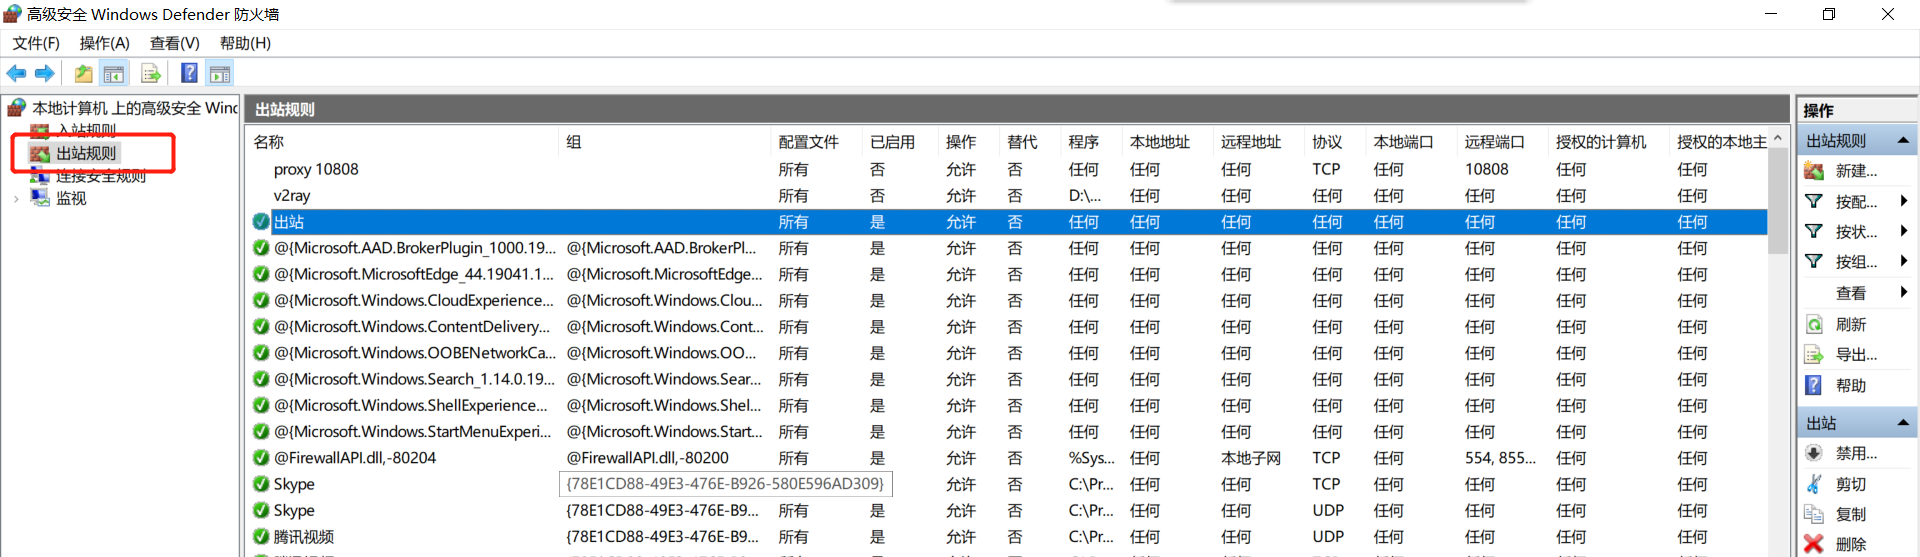 高级安全 Windows Defender 防火墙
文件(F) 操作(A) 查看(V) 帮助(H)
本地计算机 上的高级安全 Wind
入站规则
出站规则
连接安全规则
监视
出站规则
名称 组 配置文件 已启用 操作 替代 程序 本地地址 远程地址 协议 本地端口 远程端口 授权的计算机 授权的本地主
proxy 10808 所有 否 允许 否 任何 任何 任何 TCP 任何 10808 任何 任何
v2ray 所有 否 允许 否 D:\... 任何 任何 任何 任何 任何 任何 任何
出站 所有 是 允许 否 任何 任何 任何 任何 任何 任何 任何 任何
@{Microsoft.AAD.BrokerPlugin_1000.19... @{Microsoft.AAD.BrokerPl... 所有 是 允许 否 任何 任何 任何 任何 任何 任何 任何 任何
@{Microsoft.MicrosoftEdge_44.19041.1... @{Microsoft.MicrosoftEdge... 所有 是 允许 否 任何 任何 任何 任何 任何 任何 任何 任何
@{Microsoft.Windows.CloudExperience... @{Microsoft.Windows.Clou... 所有 是 允许 否 任何 任何 任何 任何 任何 任何 任何 任何
@{Microsoft.Windows.ContentDelivery... @{Microsoft.Windows.Cont... 所有 是 允许 否 任何 任何 任何 任何 任何 任何 任何 任何
@{Microsoft.Windows.OOBENetworkCa... @{Microsoft.Windows.OO... 所有 是 允许 否 任何 任何 任何 任何 任何 任何 任何 任何
@{Microsoft.Windows.Search_1.14.0.19... @{Microsoft.Windows.Sear... 所有 是 允许 否 任何 任何 任何 任何 任何 任何 任何 任何
@{Microsoft.Windows.ShellExperience... @{Microsoft.Windows.Shel... 所有 是 允许 否 任何 任何 任何 任何 任何 任何 任何 任何
@{Microsoft.Windows.StartMenuExperi... @{Microsoft.Windows.Start... 所有 是 允许 否 任何 任何 任何 任何 任何 任何 任何 任何
@FirewallAPI.dll,-80204 @FirewallAPI.dll,-80200 所有 是 允许 否 %Sys... 任何 本地子网 TCP 任何 554, 855... 任何 任何
Skype {78E1CD88-49E3-476E-B926-580E596AD309} 允许 否 C:\Pr... 任何 任何 TCP 任何 任何 任何 任何
Skype {78E1CD88-49E3-476E-B9... 所有 是 允许 否 C:\Pr... 任何 任何 UDP 任何 任何 任何 任何
腾讯视频 {78E1CD88-49E3-476E-B9... 所有 是 允许 否 C:\Pr... 任何 任何 UDP 任何 任何 任何 任何
操作
出站规则
新建...
按配...
按状...
按组...
查看
刷新
导出...
帮助
出站
禁用...
剪切
复制
删除